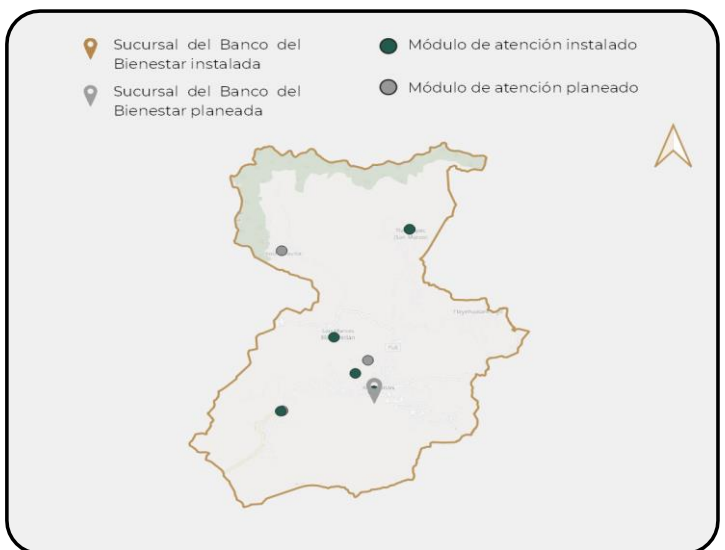 Sucursal del Banco del
Bienestar instalada
Sucursal del Banco del
Bienestar planeada
Módulo de atención instalado
Módulo de atención planeado